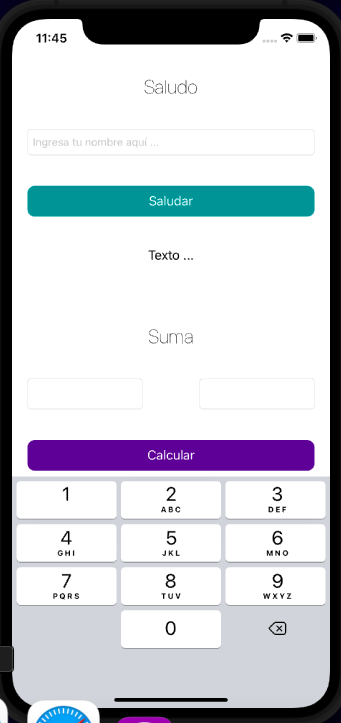 11:45
Saludo
Ingresa tu nombre aquí ...
Saludar
Texto ...
Suma
Calcular
1 2 3
ABC DEF
4 5 6
GHI JKL MNO
7 8 9
PQRS TUV WXYZ
0